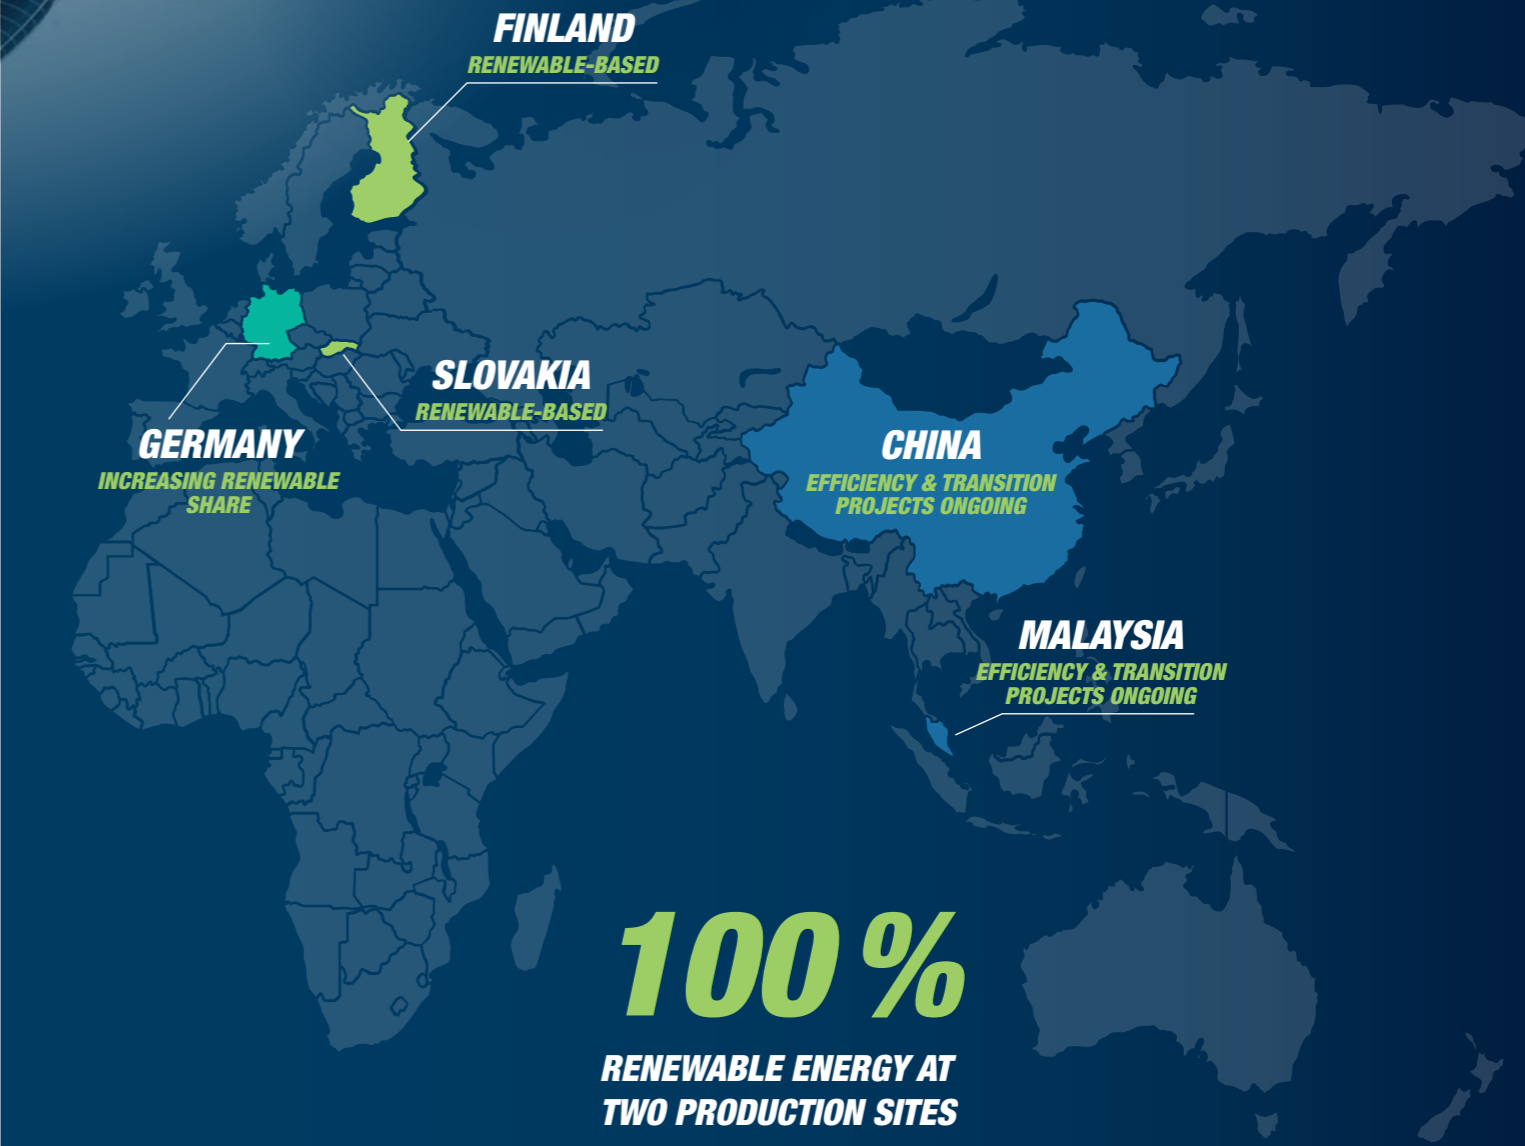 FINLAND
RENEWABLE-BASED
SLOVAKIA
RENEWABLE-BASED
GERMANY
INCREASING RENEWABLE
SHARE
CHINA
EFFICIENCY & TRANSITION
PROJECTS ONGOING
MALAYSIA
EFFICIENCY & TRANSITION
PROJECTS ONGOING
100 %
RENEWABLE ENERGY AT
TWO PRODUCTION SITES